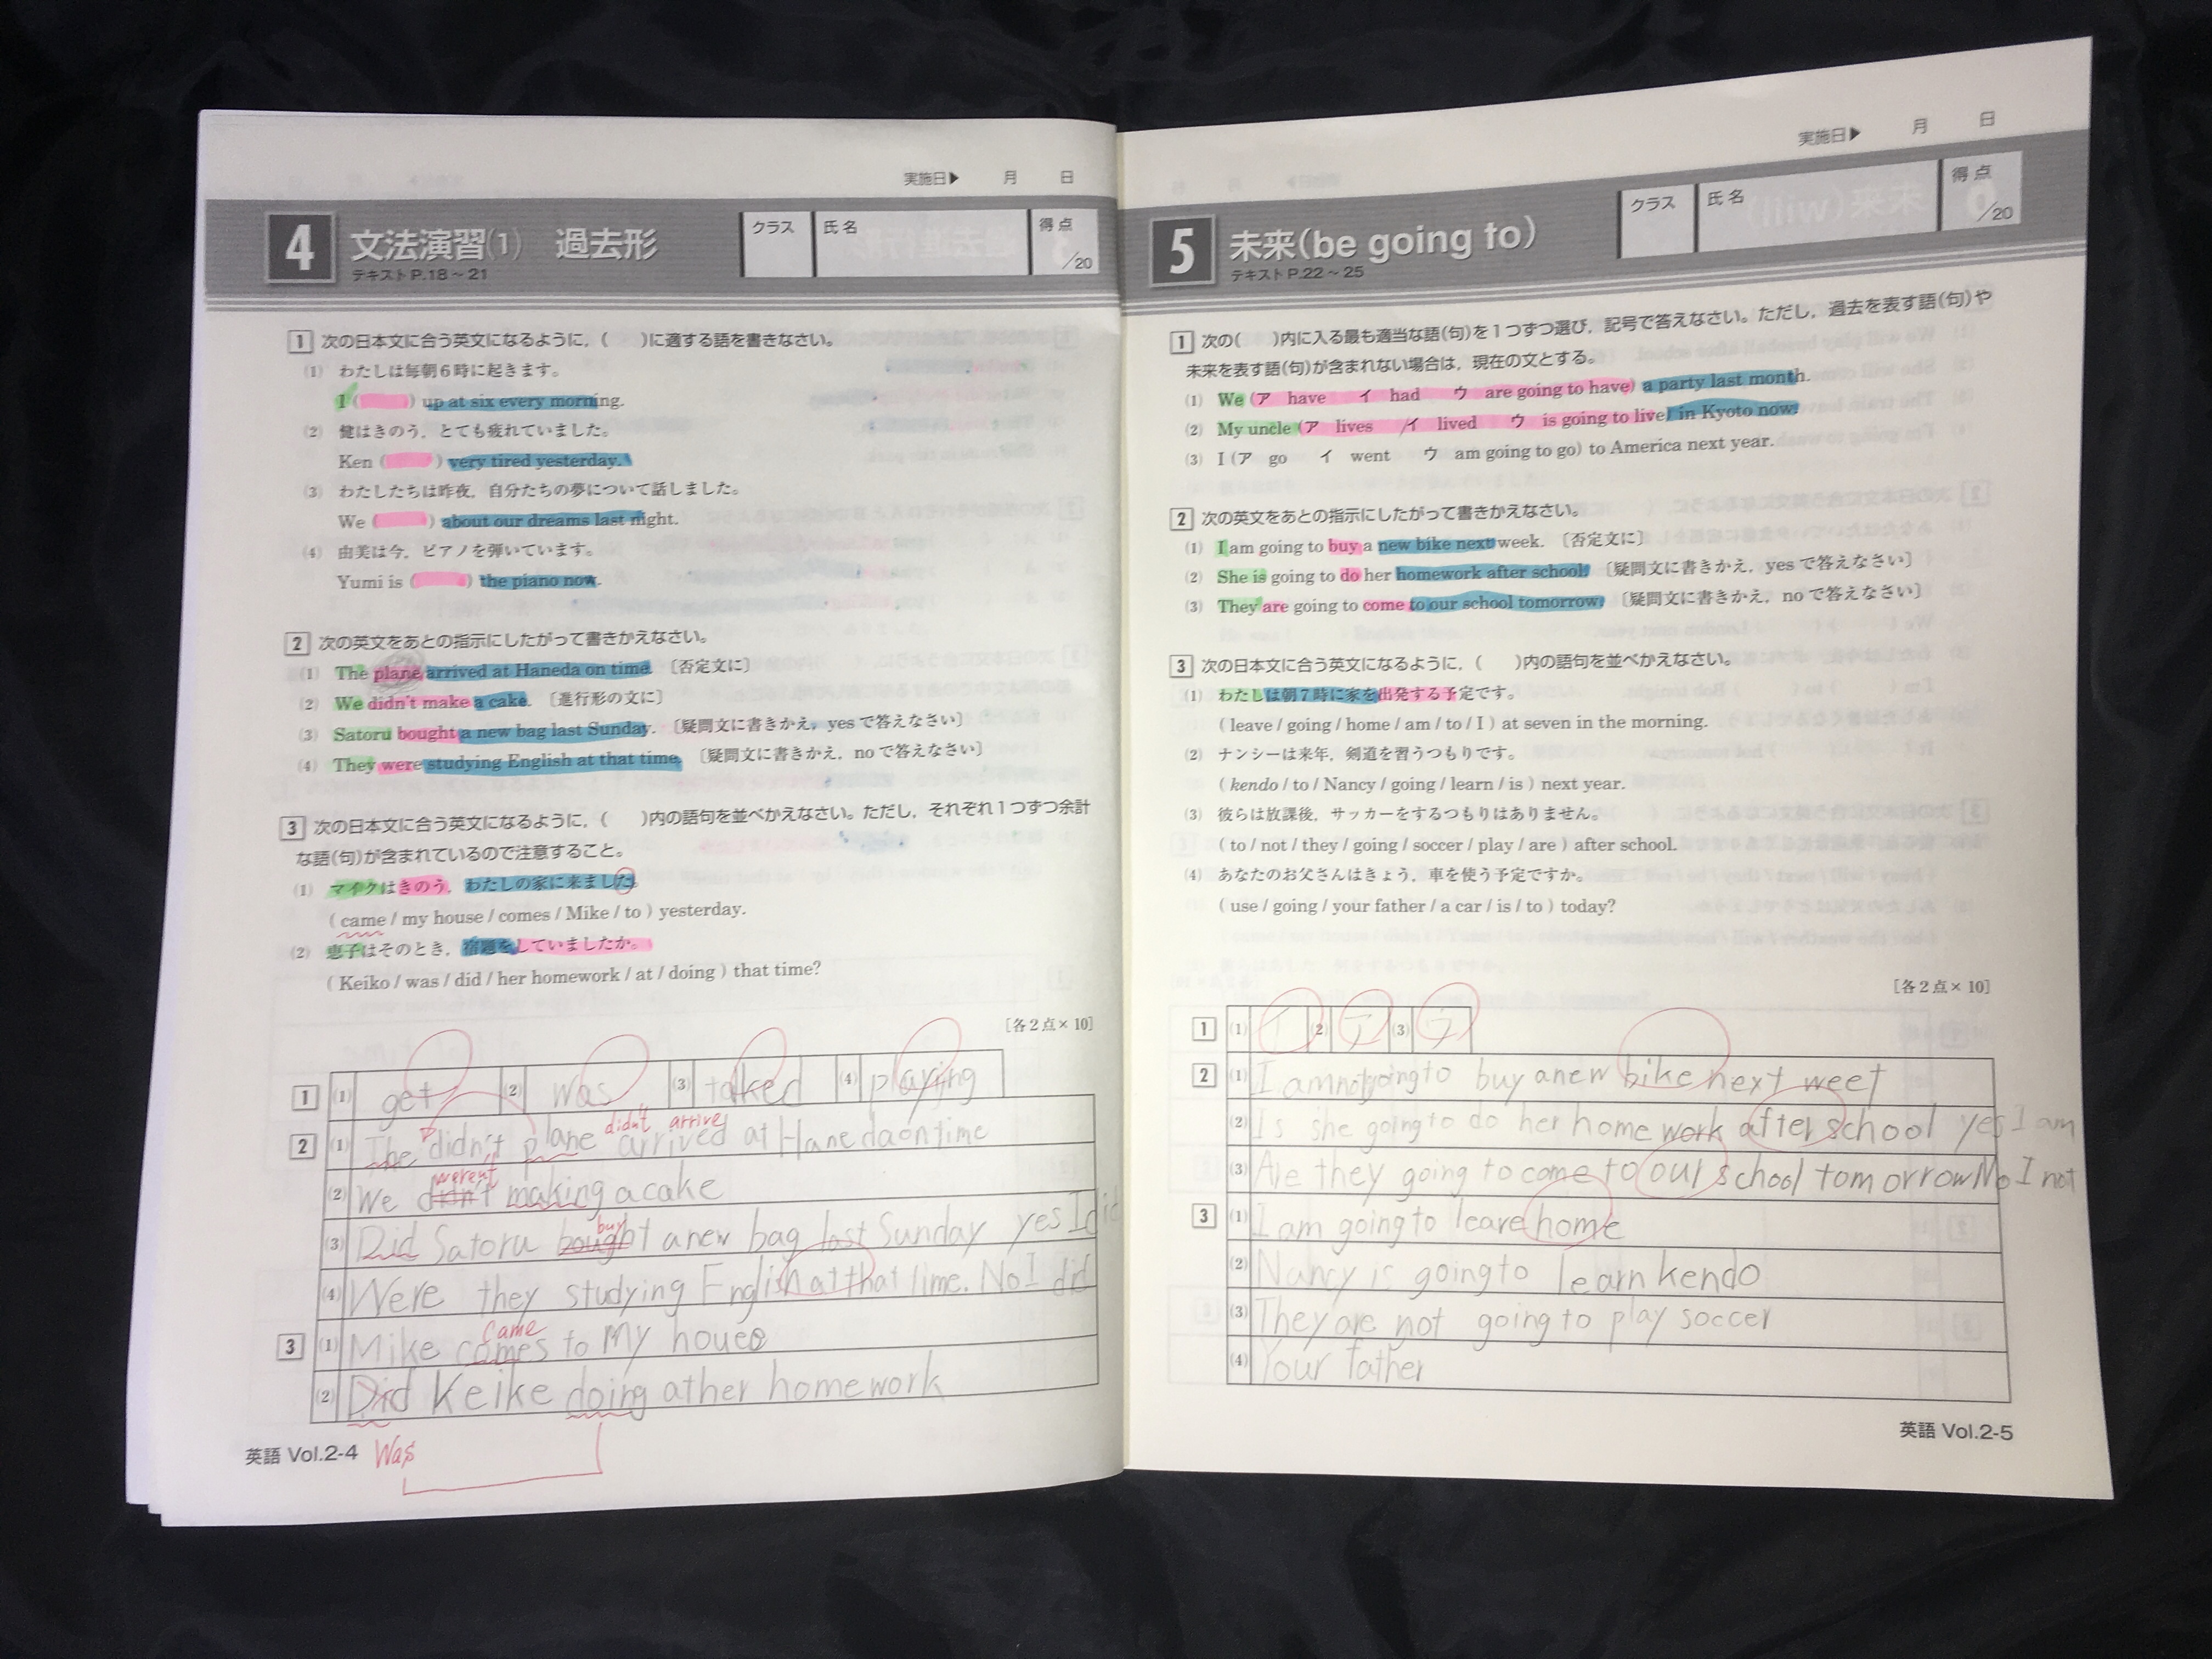 実施日▶ 月 日
4 文法演習(1) 過去形
テキストP.18～21
クラス 氏名 得点 /20
1 次の日本文に合う英文になるように，( )に適する語を書きなさい。
(1) わたしは毎朝6時に起きます。
I ( ) up at six every morning.
(2) 健はきのう，とても疲れていました。
Ken ( ) very tired yesterday.
(3) わたしたちは昨夜，自分たちの夢について話しました。
We ( ) about our dreams last night.
(4) 由美は今，ピアノを弾いています。
Yumi is ( ) the piano now.
2 次の英文をあとの指示にしたがって書きかえなさい。
(1) The plane arrived at Haneda on time. 〔否定文に〕
(2) We didn't make a cake. 〔進行形の文に〕
(3) Satoru bought a new bag last Sunday. 〔疑問文に書きかえ，yesで答えなさい〕
(4) They were studying English at that time. 〔疑問文に書きかえ，noで答えなさい〕
3 次の日本文に合う英文になるように，( )内の語句を並べかえなさい。ただし，それぞれ1つずつ余計
な語(句)が含まれているので注意すること。
(1) マイクはきのう，わたしの家に来ました。
( came / my house / comes / Mike / to ) yesterday.
(2) 恵子はそのとき，宿題をしていましたか。
( Keiko / was / did / her homework / at / doing ) that time?
[各2点×10]
1 (1) get (2) was (3) talked (4) playing
didn't arrive
2 (1) The didn't plane arrived at Haneda on time
weren't
(2) We didn't making a cake
buy
(3) Did Satoru bought a new bag last Sunday yes I did
(4) Were they studying English at that time. No I did
came
3 (1) Mike comes to My houes
(2) Did Keike doing at her homework
英語 Vol.2-4 Was
実施日▶ 月 日
5 未来(be going to)
テキストP.22～25
クラス 氏名 得点 /20
1 次の( )内に入る最も適当な語(句)を1つずつ選び，記号で答えなさい。ただし，過去を表す語(句)や
未来を表す語(句)が含まれない場合は，現在の文とする。
(1) We (ア have イ had ウ are going to have) a party last month.
(2) My uncle (ア lives イ lived ウ is going to live) in Kyoto now.
(3) I (ア go イ went ウ am going to go) to America next year.
2 次の英文をあとの指示にしたがって書きかえなさい。
(1) I am going to buy a new bike next week. 〔否定文に〕
(2) She is going to do her homework after school. 〔疑問文に書きかえ，yesで答えなさい〕
(3) They are going to come to our school tomorrow. 〔疑問文に書きかえ，noで答えなさい〕
3 次の日本文に合う英文になるように，( )内の語句を並べかえなさい。
(1) わたしは朝7時に家を出発する予定です。
( leave / going / home / am / to / I ) at seven in the morning.
(2) ナンシーは来年，剣道を習うつもりです。
( kendo / to / Nancy / going / learn / is ) next year.
(3) 彼らは放課後，サッカーをするつもりはありません。
( to / not / they / going / soccer / play / are ) after school.
(4) あなたのお父さんはきょう，車を使う予定ですか。
( use / going / your father / a car / is / to ) today?
[各2点×10]
1 (1) イ (2) ア (3) ウ
2 (1) I am not going to buy a new bike next weet
(2) Is she going to do her home work after school yes I am
(3) Are they going to come to our school tomorrow No I not
3 (1) I am going to leave home
(2) Nancy is going to learn kendo
(3) They are not going to play soccer
(4) Your father
英語 Vol.2-5